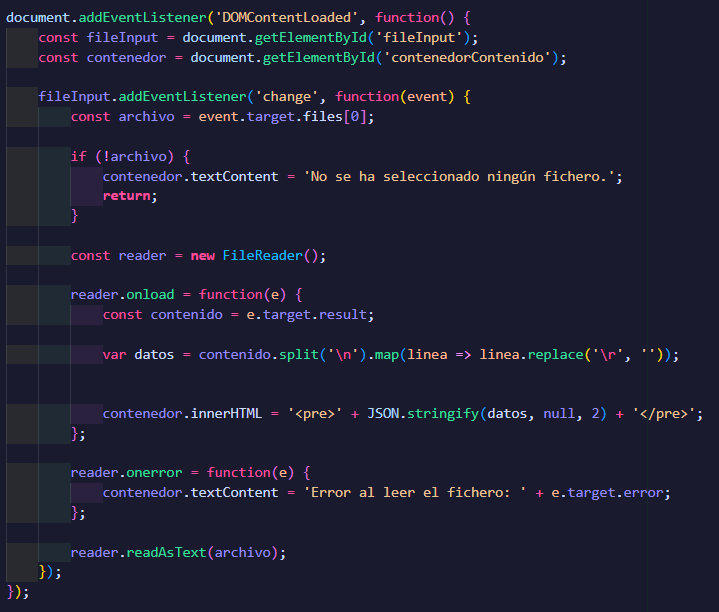 document.addEventListener('DOMContentLoaded', function() {
    const fileInput = document.getElementById('fileInput');
    const contenedor = document.getElementById('contenedorContenido');

    fileInput.addEventListener('change', function(event) {
        const archivo = event.target.files[0];

        if (!archivo) {
            contenedor.textContent = 'No se ha seleccionado ningún fichero.';
            return;
        }

        const reader = new FileReader();

        reader.onload = function(e) {
            const contenido = e.target.result;

            var datos = contenido.split('\n').map(linea => linea.replace('\r', ''));


            contenedor.innerHTML = '<pre>' + JSON.stringify(datos, null, 2) + '</pre>';
        };

        reader.onerror = function(e) {
            contenedor.textContent = 'Error al leer el fichero: ' + e.target.error;
        };

        reader.readAsText(archivo);
    });
});